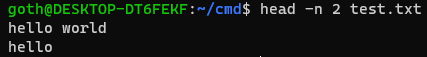 goth@DESKTOP-DT6FEKF:~/cmd$ head -n 2 test.txt
hello world
hello